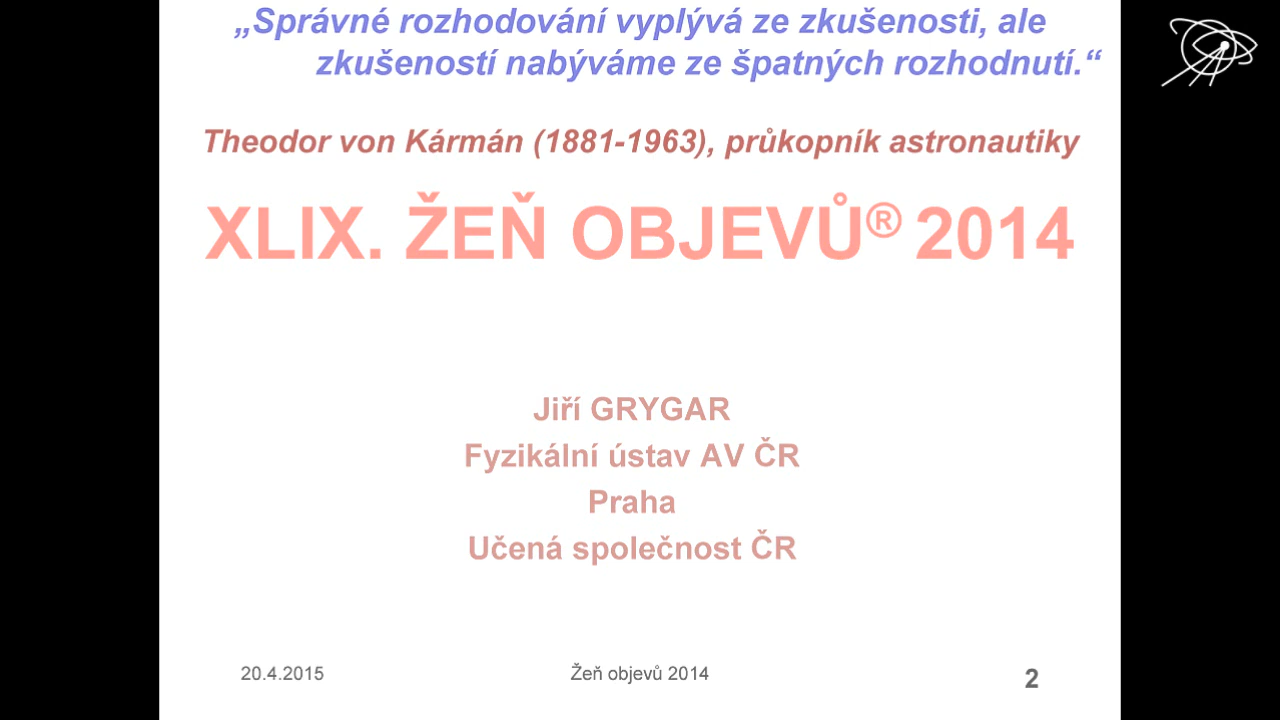 „Správné rozhodování vyplývá ze zkušenosti, ale
zkušeností nabýváme ze špatných rozhodnutí.“
Theodor von Kármán (1881-1963), průkopník astronautiky
XLIX. ŽEŇ OBJEVŮ® 2014
Jiří GRYGAR
Fyzikální ústav AV ČR
Praha
Učená společnost ČR
20.4.2015
Žeň objevů 2014
2